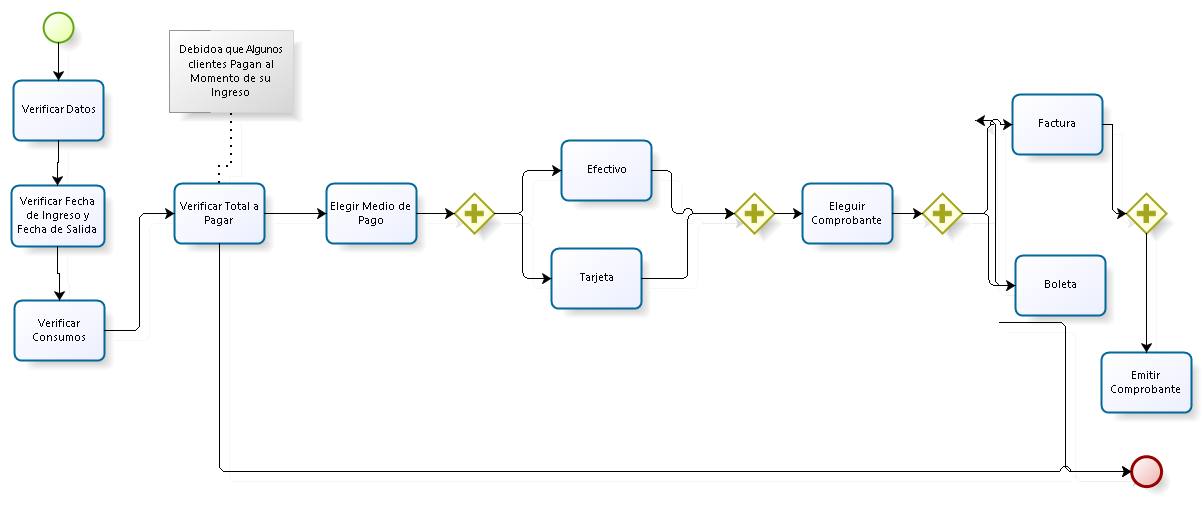 Verificar Datos
Verificar Fecha
de Ingreso y
Fecha de Salida
Verificar
Consumos
Debidoa que Algunos
clientes Pagan al
Momento de su
Ingreso
Verificar Total a
Pagar
Elegir Medio de
Pago
Efectivo
Tarjeta
Eleguir
Comprobante
Factura
Boleta
Emitir
Comprobante